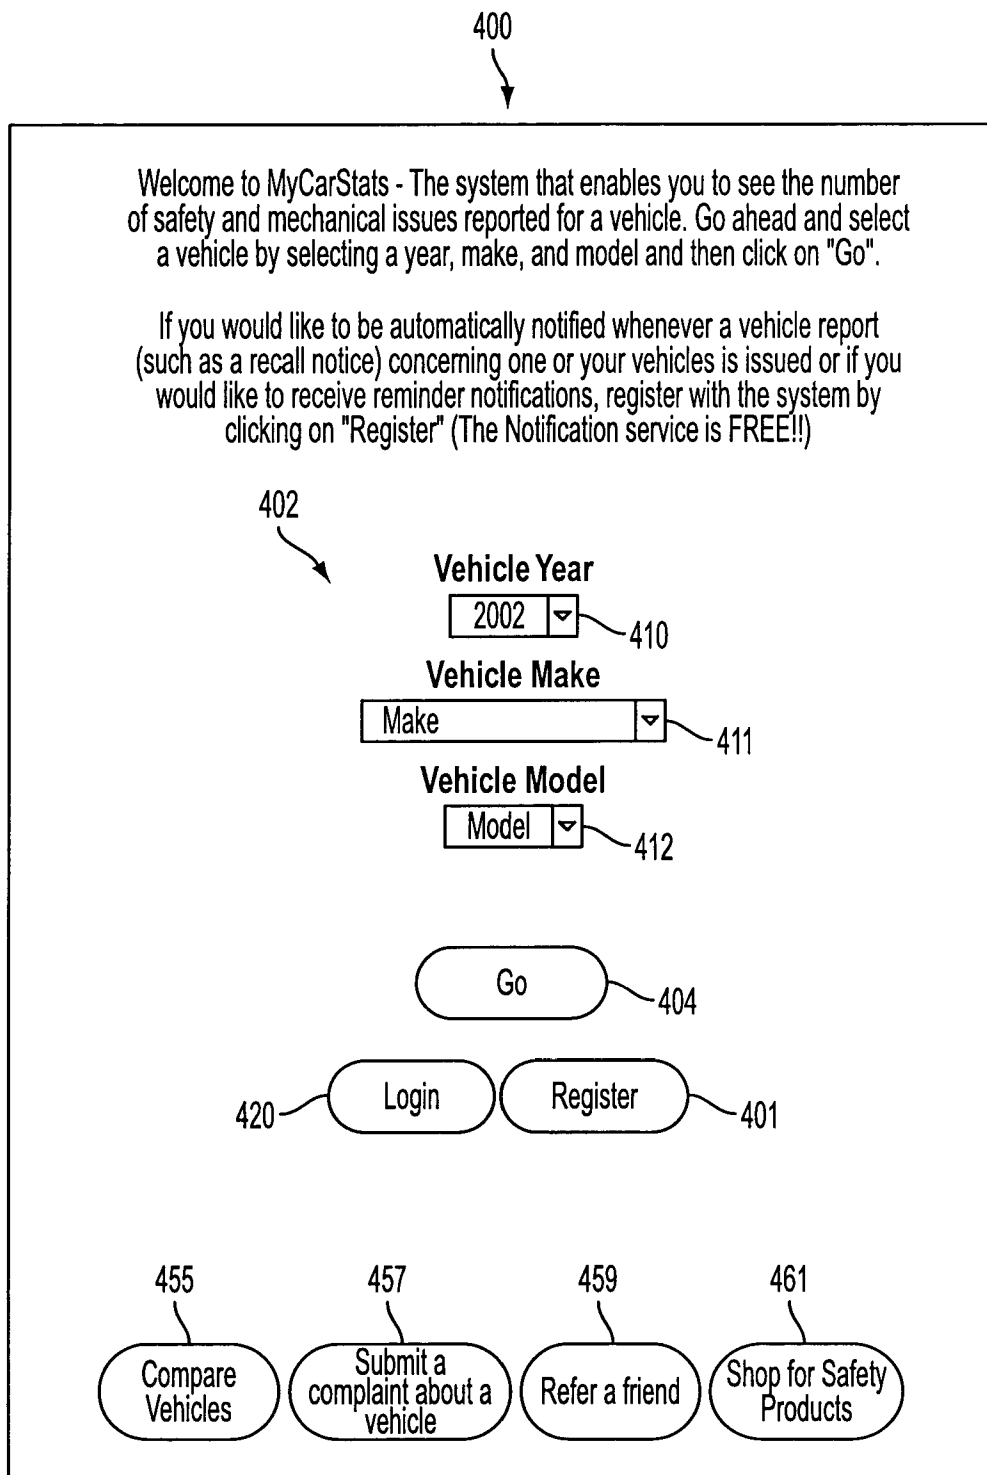 400
Welcome to MyCarStats - The system that enables you to see the number
of safety and mechanical issues reported for a vehicle. Go ahead and select
a vehicle by selecting a year, make, and model and then click on "Go".
If you would like to be automatically notified whenever a vehicle report
(such as a recall notice) concerning one or your vehicles is issued or if you
would like to receive reminder notifications, register with the system by
clicking on "Register" (The Notification service is FREE!!)
402
Vehicle Year
2002
410
Vehicle Make
Make
411
Vehicle Model
Model
412
Go
404
420
Login
Register
401
455
457
459
461
Compare
Vehicles
Submit a
complaint about a
vehicle
Refer a friend
Shop for Safety
Products